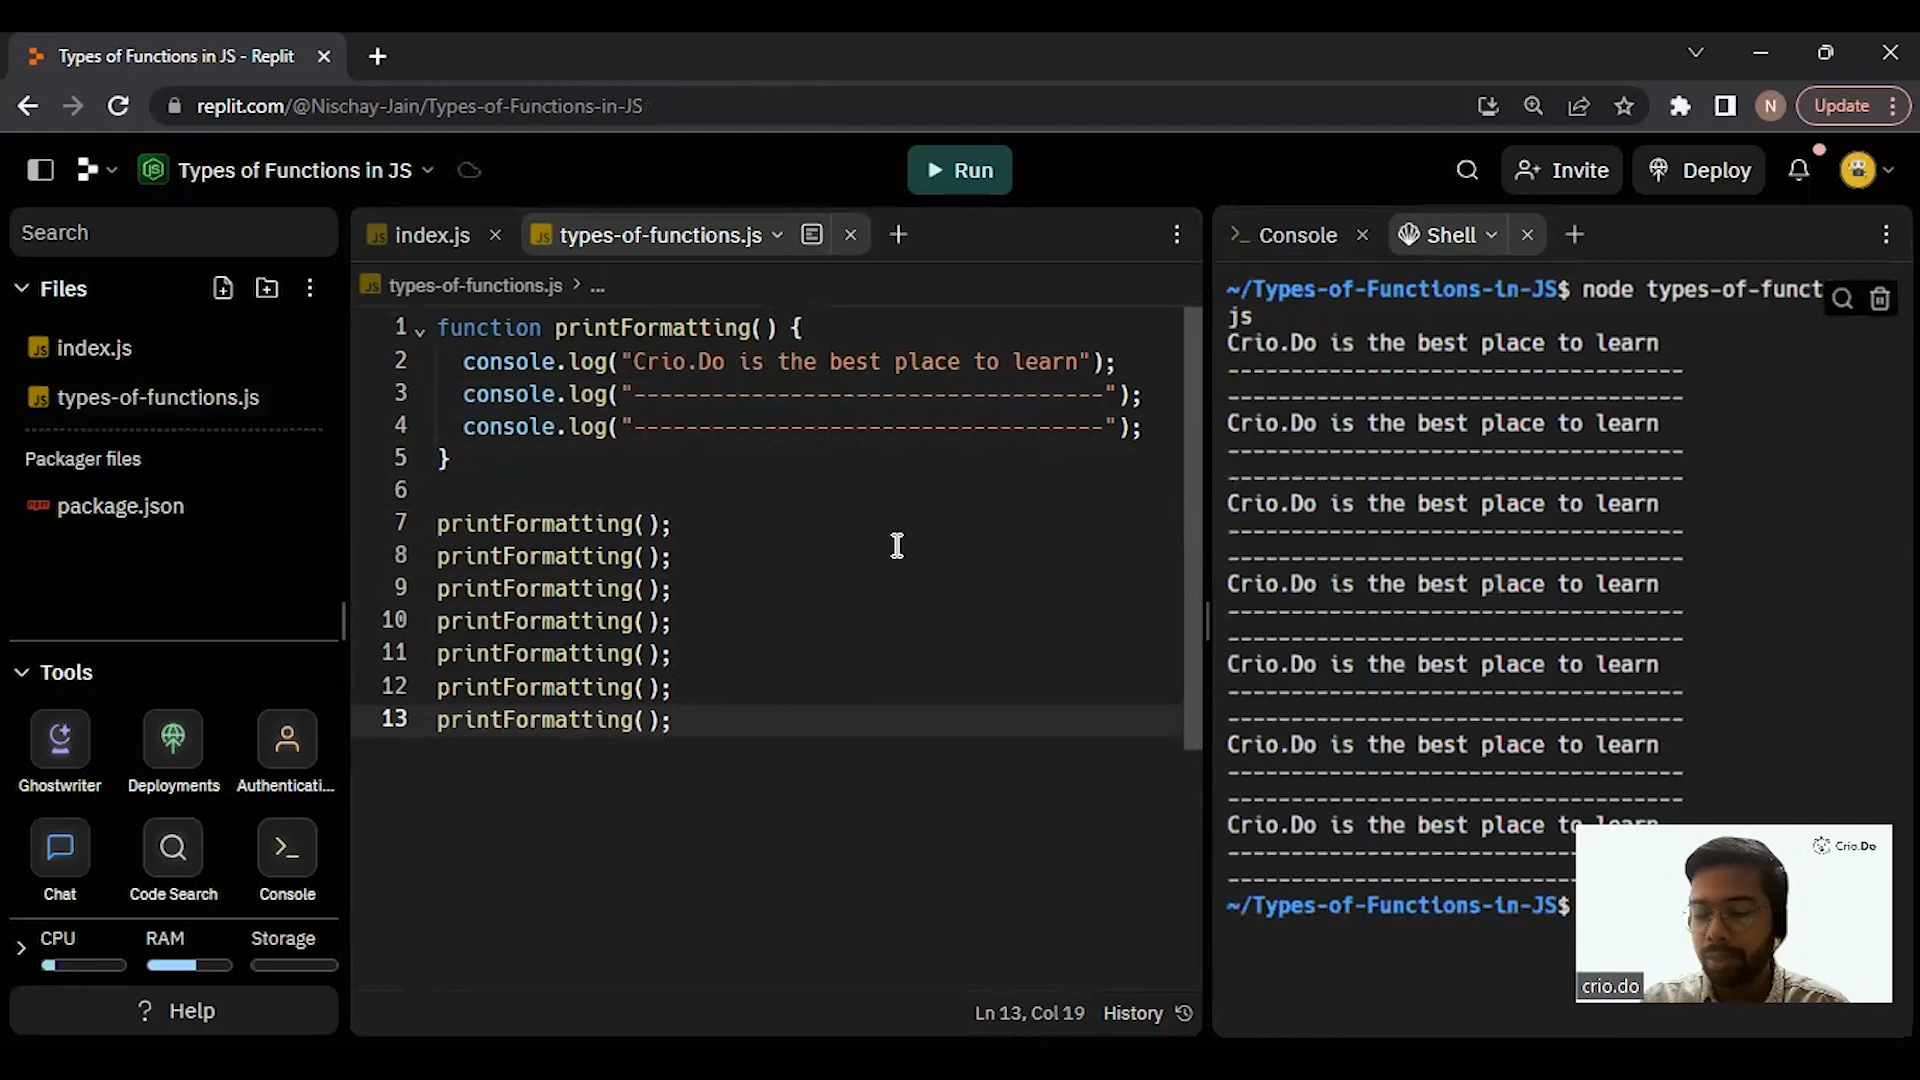 Types of Functions in JS - Replit
replit.com/@Nischay-Jain/Types-of-Functions-in-JS
N
Update
Types of Functions in JS
Run
Invite
Deploy
Search
Files
JS index.js
JS types-of-functions.js
Packager files
package.json
Tools
Ghostwriter
Deployments
Authenticati...
Chat
Code Search
Console
CPU
RAM
Storage
? Help
JS index.js
JS types-of-functions.js
JS types-of-functions.js > ...
1 function printFormatting() {
2 console.log("Crio.Do is the best place to learn");
3 console.log("------------------------------------");
4 console.log("------------------------------------");
5 }
6
7 printFormatting();
8 printFormatting();
9 printFormatting();
10 printFormatting();
11 printFormatting();
12 printFormatting();
13 printFormatting();
Ln 13, Col 19
History
Console
Shell
~/Types-of-Functions-in-JS$ node types-of-funct
js
Crio.Do is the best place to learn
------------------------------------
------------------------------------
Crio.Do is the best place to learn
------------------------------------
------------------------------------
Crio.Do is the best place to learn
------------------------------------
------------------------------------
Crio.Do is the best place to learn
------------------------------------
------------------------------------
Crio.Do is the best place to learn
------------------------------------
------------------------------------
Crio.Do is the best place to learn
------------------------------------
------------------------------------
Crio.Do is the best place to learn
---------------------------
---------------------------
~/Types-of-Functions-in-JS$
Crio.Do
crio.do